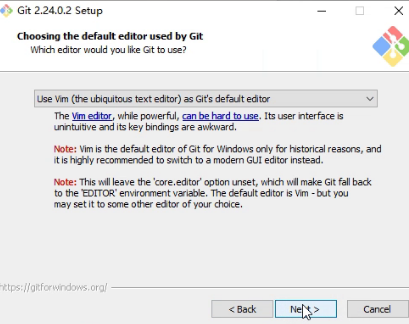 Git 2.24.0.2 Setup
Choosing the default editor used by Git
Which editor would you like Git to use?
Use Vim (the ubiquitous text editor) as Git's default editor
The Vim editor, while powerful, can be hard to use. Its user interface is
unintuitive and its key bindings are awkward.
Note: Vim is the default editor of Git for Windows only for historical reasons, and
it is highly recommended to switch to a modern GUI editor instead.
Note: This will leave the 'core.editor' option unset, which will make Git fall back
to the 'EDITOR' environment variable. The default editor is Vim - but you
may set it to some other editor of your choice.
https://gitforwindows.org/
< Back
Next >
Cancel